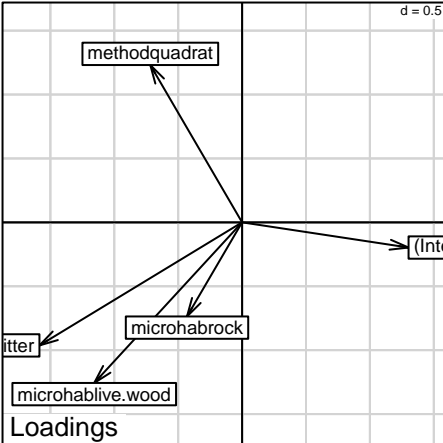 d = 0.5
methodquadrat
(Inte
microhabrock
itter
microhablive.wood
Loadings